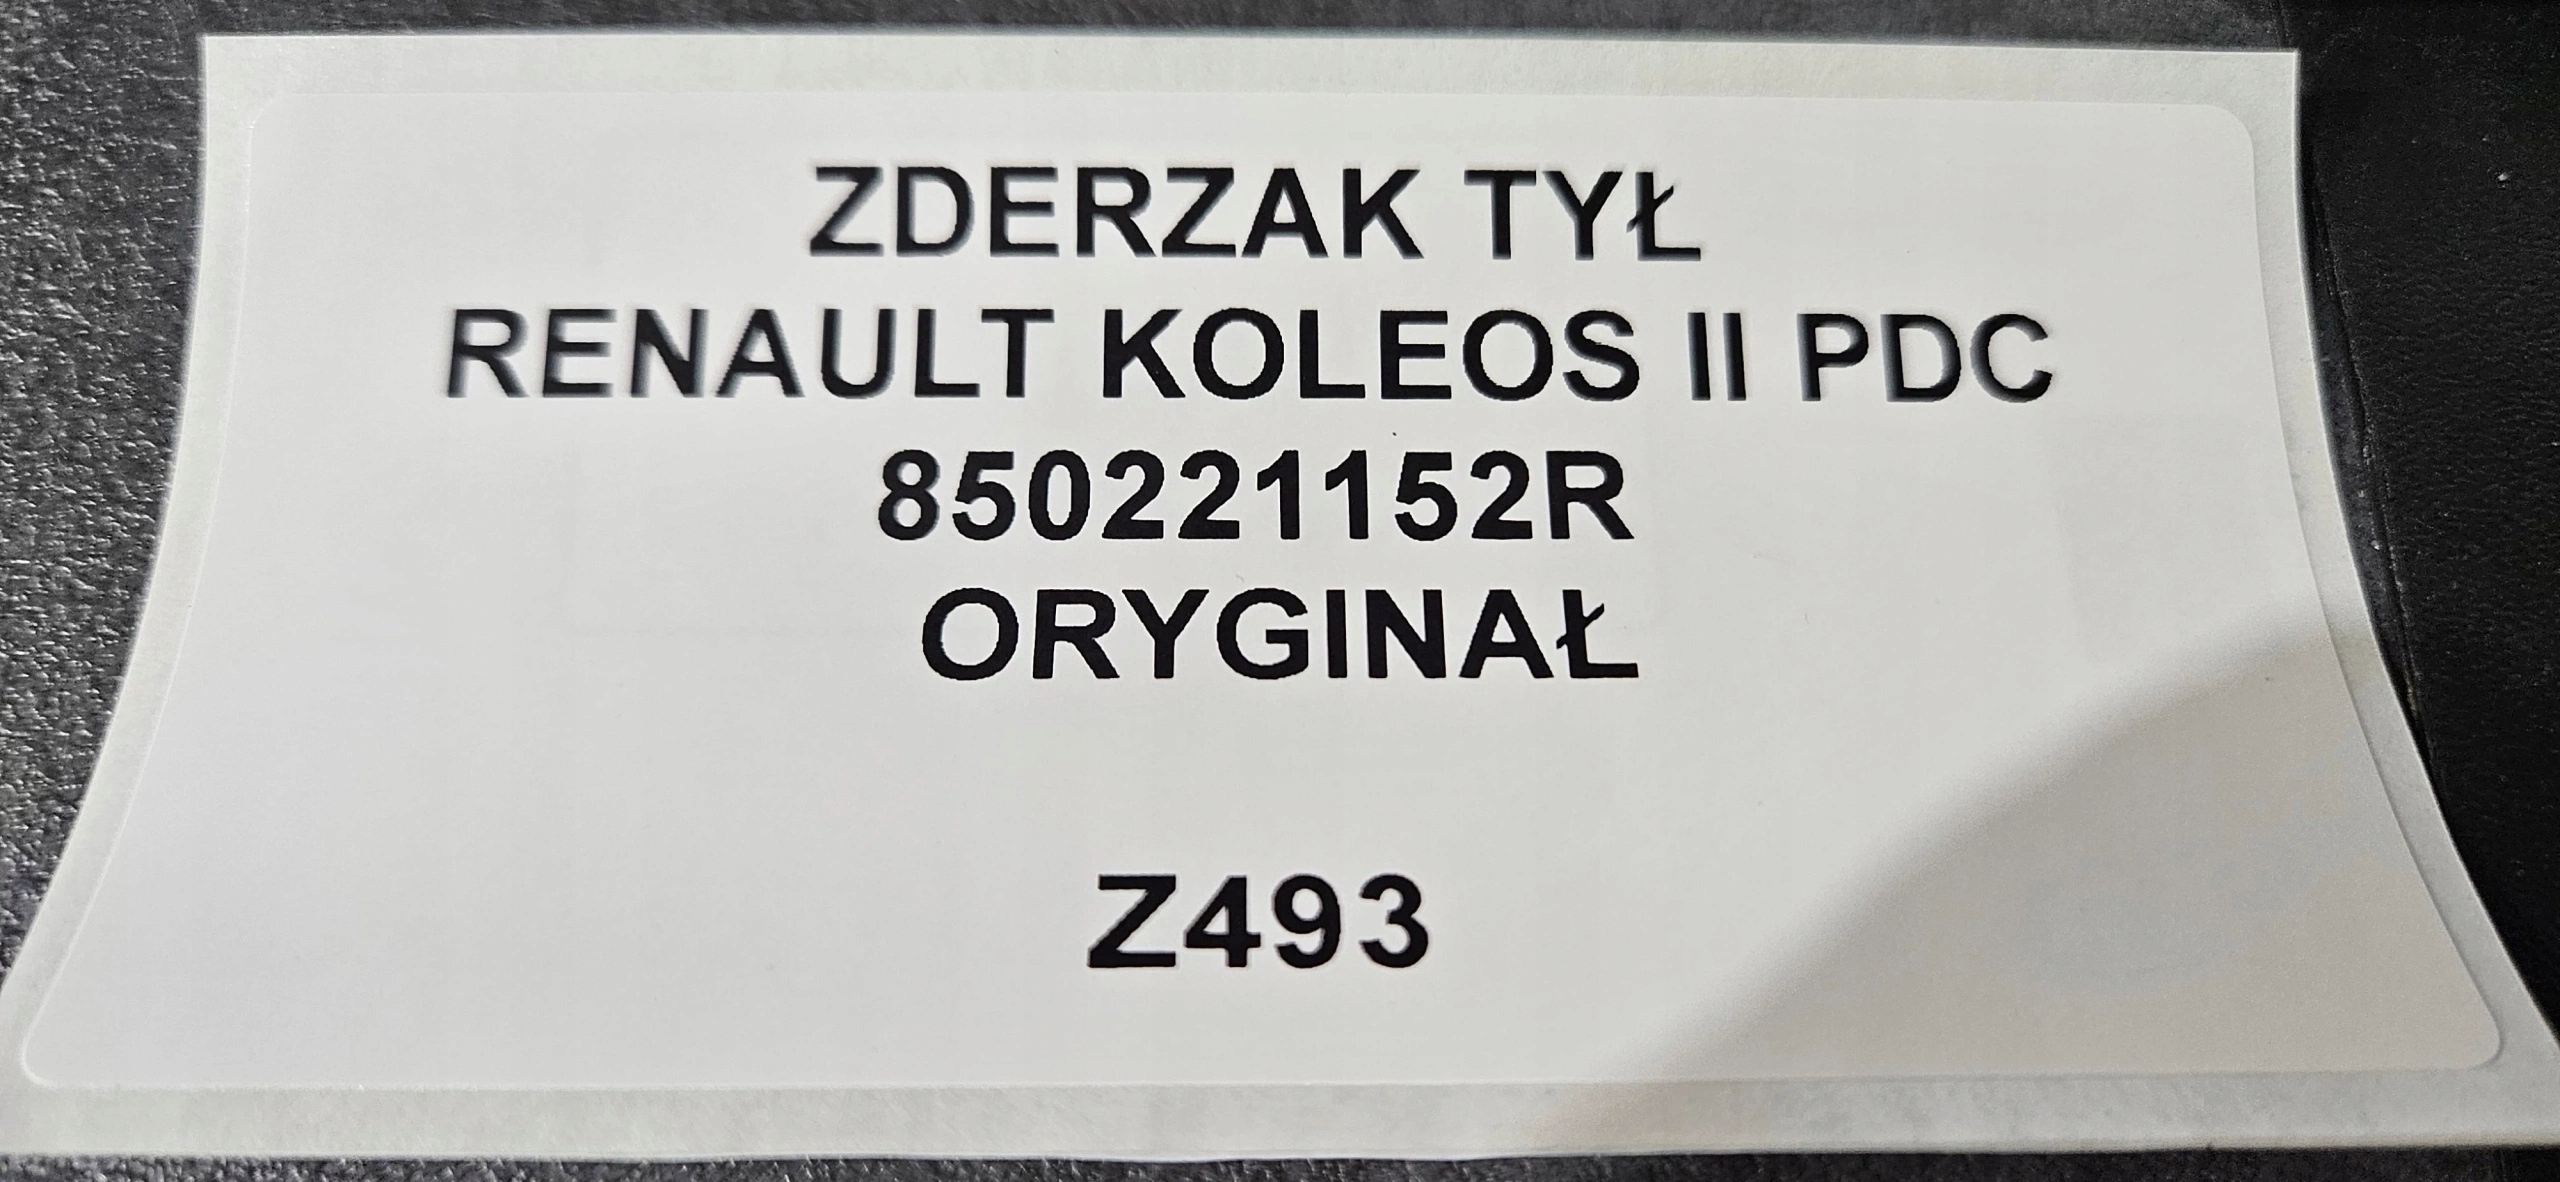 ZDERZAK TYŁ
RENAULT KOLEOS II PDC
850221152R
ORYGINAŁ
Z493